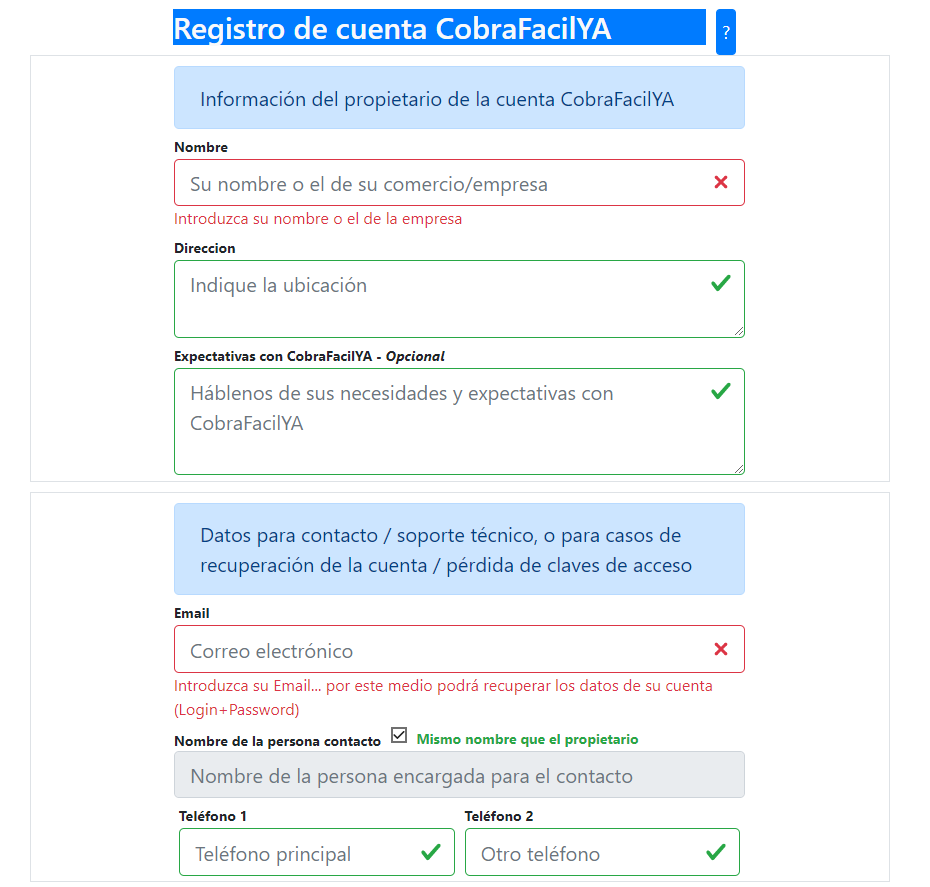 Registro de cuenta CobraFacilYA ?
Información del propietario de la cuenta CobraFacilYA
Nombre
Su nombre o el de su comercio/empresa
Introduzca su nombre o el de la empresa
Direccion
Indique la ubicación
Expectativas con CobraFacilYA - Opcional
Háblenos de sus necesidades y expectativas con
CobraFacilYA
Datos para contacto / soporte técnico, o para casos de
recuperación de la cuenta / pérdida de claves de acceso
Email
Correo electrónico
Introduzca su Email... por este medio podrá recuperar los datos de su cuenta
(Login+Password)
Nombre de la persona contacto Mismo nombre que el propietario
Nombre de la persona encargada para el contacto
Teléfono 1 Teléfono 2
Teléfono principal Otro teléfono